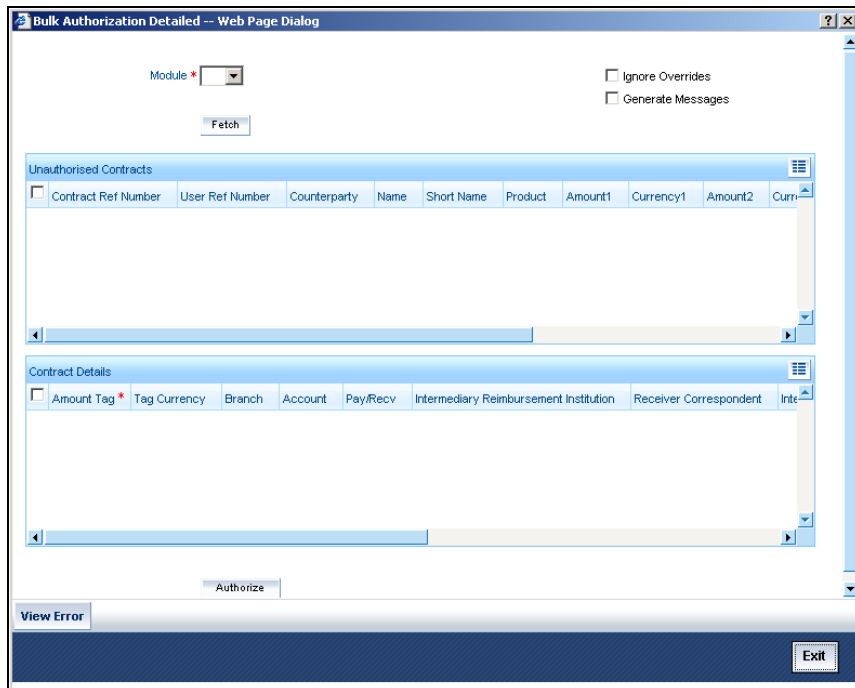 Bulk Authorization Detailed -- Web Page Dialog ? X
Module *
Ignore Overrides
Generate Messages
Fetch
Unauthorised Contracts
Contract Ref Number User Ref Number Counterparty Name Short Name Product Amount1 Currency1 Amount2 Curr
Contract Details
Amount Tag * Tag Currency Branch Account Pay/Recv Intermediary Reimbursement Institution Receiver Correspondent Inte
Authorize
View Error
Exit